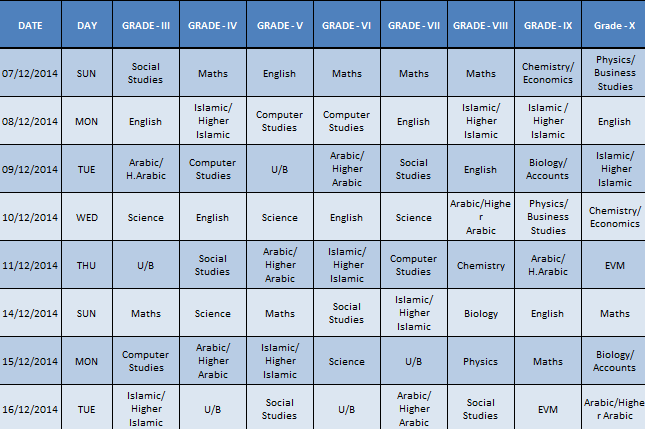 DATE DAY GRADE - III GRADE - IV GRADE - V GRADE - VI GRADE - VII GRADE - VIII GRADE - IX Grade - X
07/12/2014 SUN Social Studies Maths English Maths Maths Maths Chemistry/ Economics Physics/ Business Studies
08/12/2014 MON English Islamic/ Higher Islamic Computer Studies Computer Studies English Islamic/ Higher Islamic Islamic / Higher Islamic English
09/12/2014 TUE Arabic/ H.Arabic Computer Studies U/B Arabic/ Higher Arabic Social Studies English Biology/ Accounts Islamic/ Higher Islamic
10/12/2014 WED Science English Science English Science Arabic/Highe r Arabic Physics/ Business Studies Chemistry/ Economics
11/12/2014 THU U/B Social Studies Arabic/ Higher Arabic Islamic/ Higher Islamic Computer Studies Chemistry Arabic/ H.Arabic EVM
14/12/2014 SUN Maths Science Maths Social Studies Islamic/ Higher Islamic Biology English Maths
15/12/2014 MON Computer Studies Arabic/ Higher Arabic Islamic/ Higher Islamic Science U/B Physics Maths Biology/ Accounts
16/12/2014 TUE Islamic/ Higher Islamic U/B Social Studies U/B Arabic/ Higher Arabic Social Studies EVM Arabic/Highe r Arabic